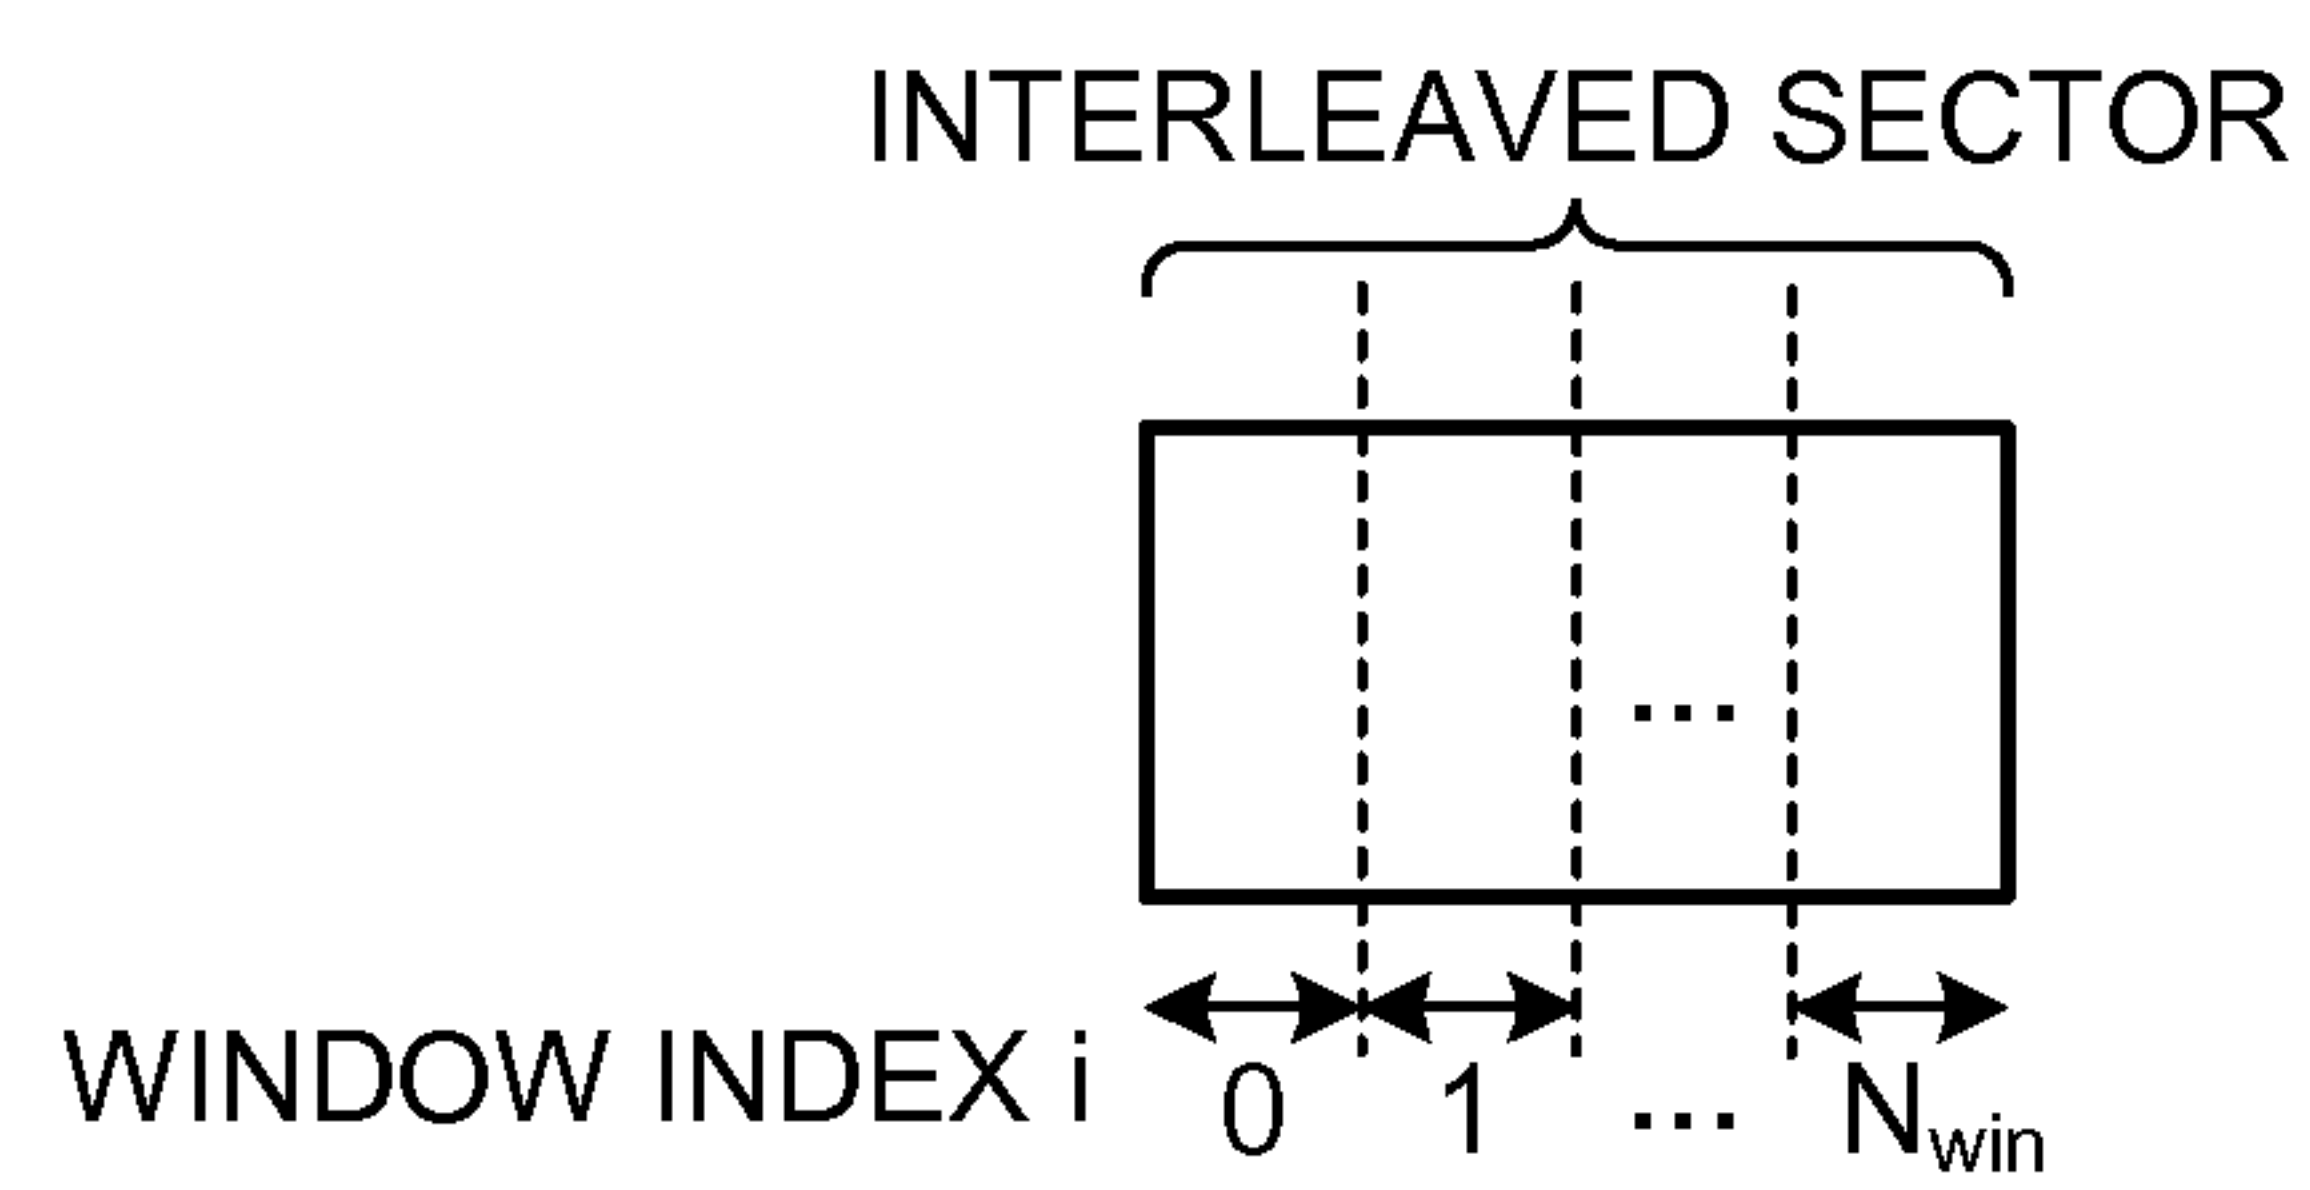 INTERLEAVED SECTOR
...
WINDOW INDEX i 0 1 ... Nwin